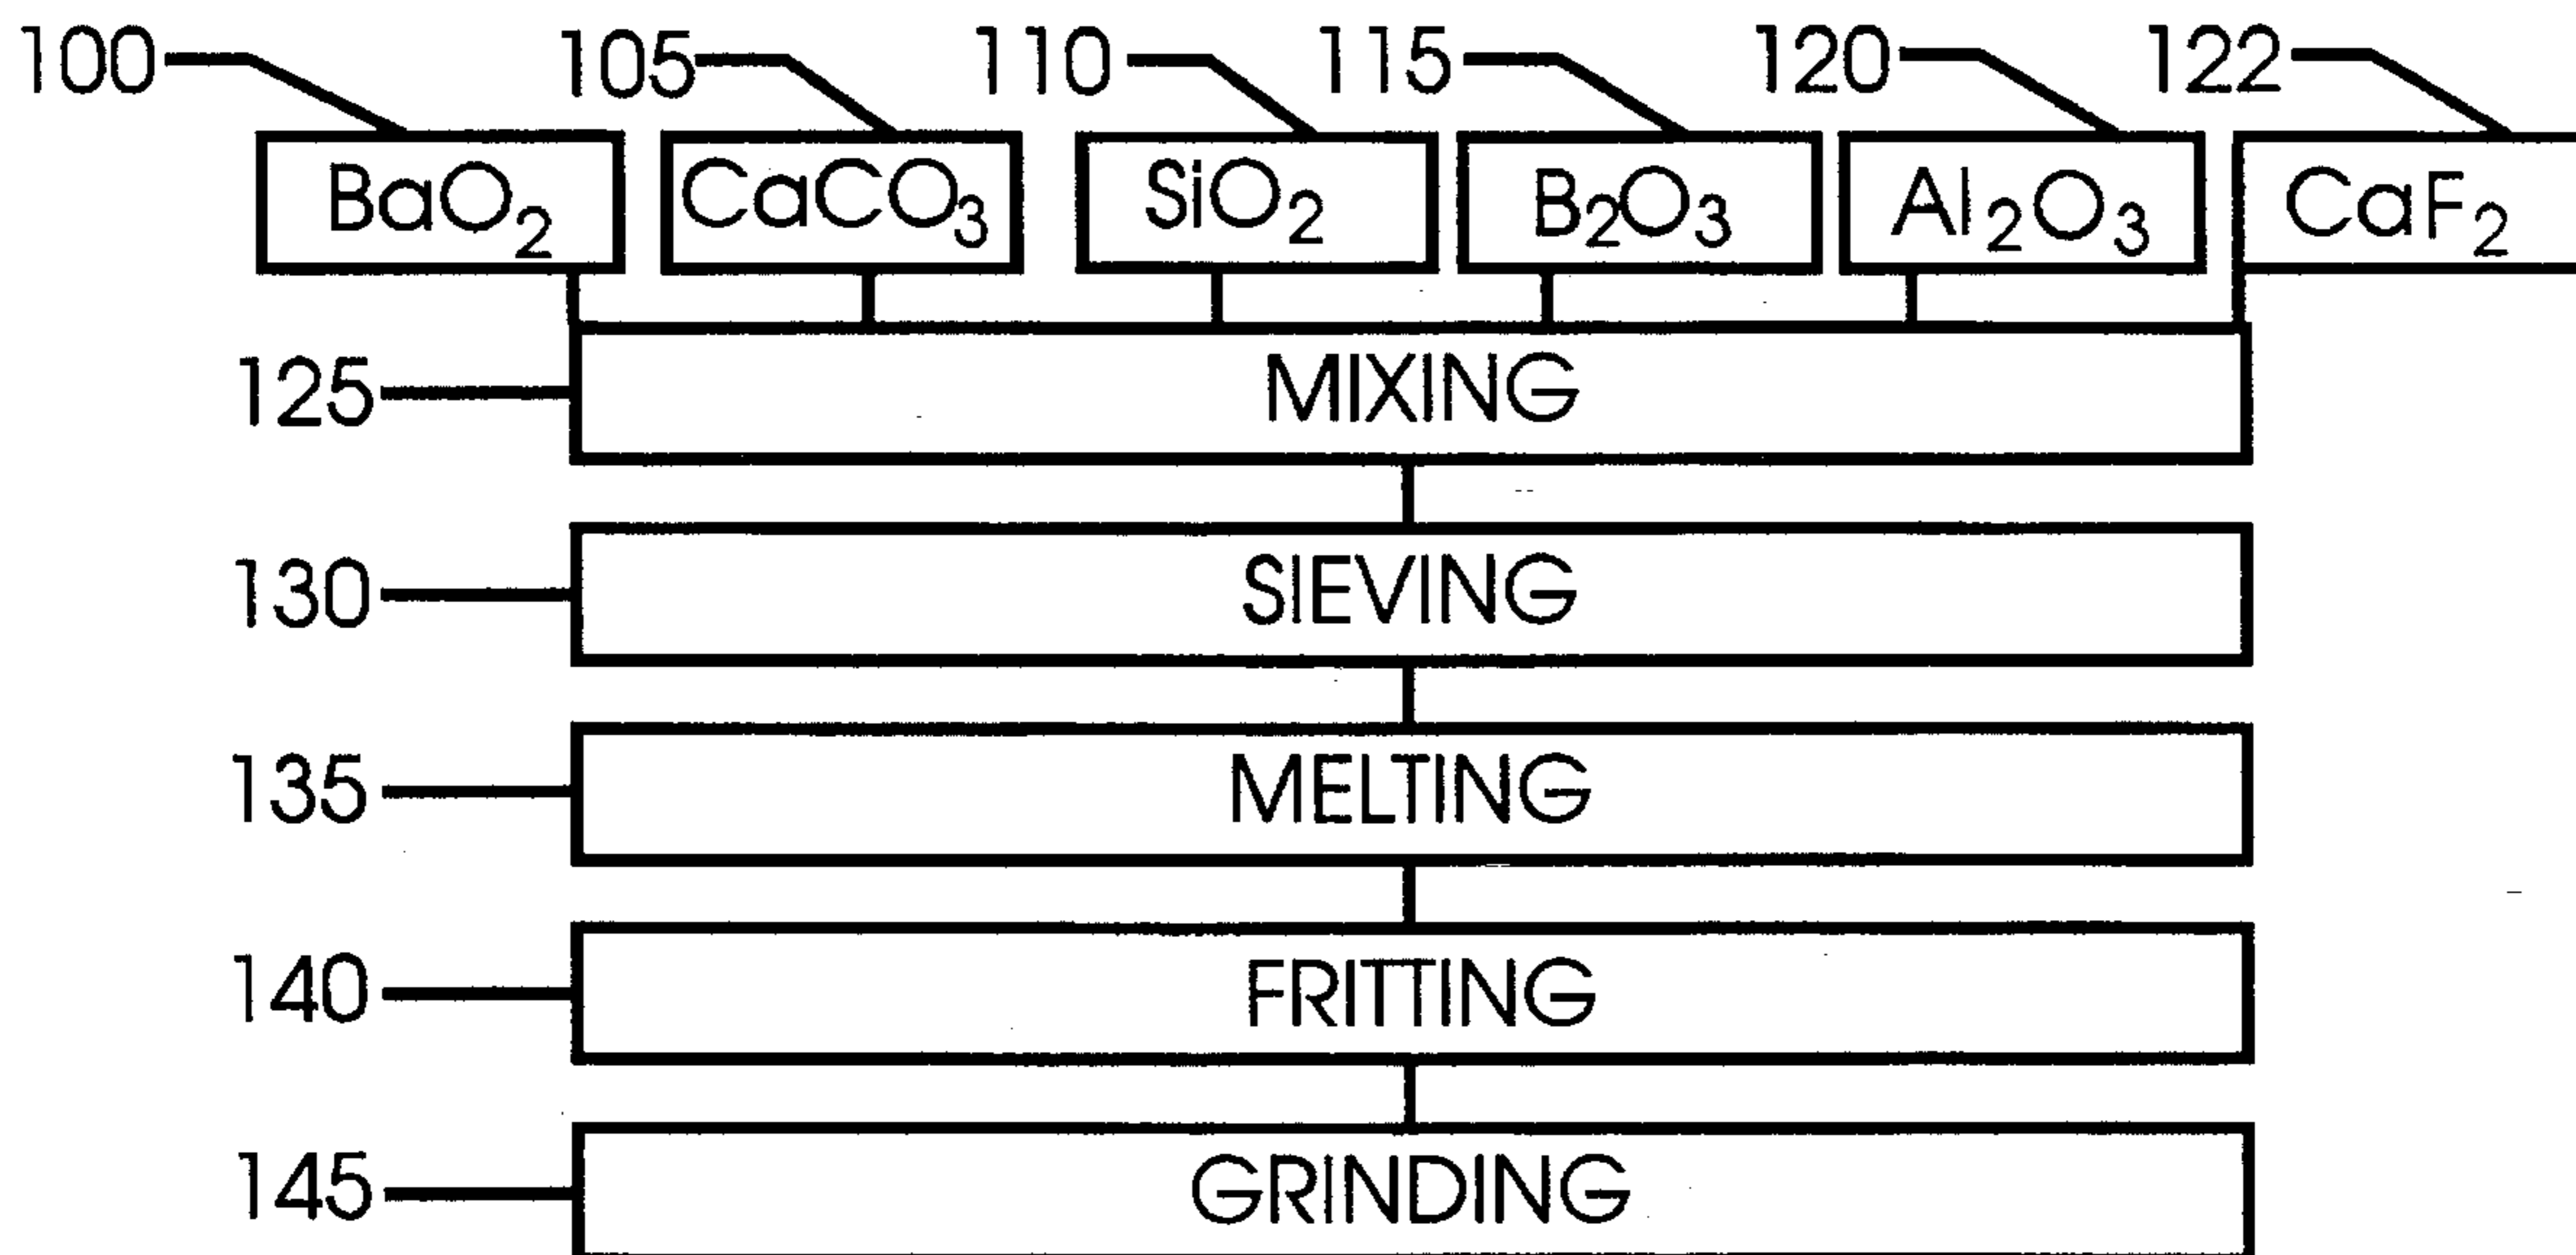 100 105 110 115 120 122
BaO₂ CaCO₃ SiO₂ B₂O₃ Al₂O₃ CaF₂
125 MIXING
130 SIEVING
135 MELTING
140 FRITTING
145 GRINDING